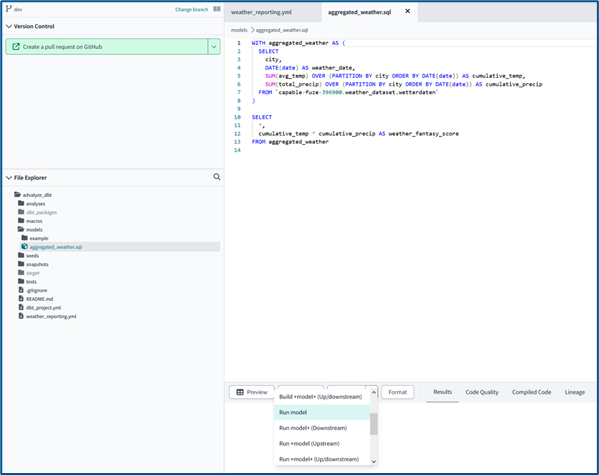 dev
Change branch
Version Control
Create a pull request on GitHub
File Explorer
advalyze_dbt
analyses
dbt_packages
macros
models
example
aggregated_weather.sql
seeds
snapshots
target
tests
.gitignore
README.md
dbt_project.yml
weather_reporting.yml
weather_reporting.yml
aggregated_weather.sql
models > aggregated_weather.sql
1 WITH aggregated_weather AS (
2 SELECT
3 city,
4 DATE(date) AS weather_date,
5 SUM(avg_temp) OVER (PARTITION BY city ORDER BY DATE(date)) AS cumulative_temp,
6 SUM(total_precip) OVER (PARTITION BY city ORDER BY DATE(date)) AS cumulative_precip
7 FROM `capable-fuze-396900.weather_dataset.wetterdaten`
8 )
9
10 SELECT
11 *,
12 cumulative_temp * cumulative_precip AS weather_fantasy_score
13 FROM aggregated_weather
14
Preview
Format
Results
Code Quality
Compiled Code
Lineage
Build +model+ (Up/downstream)
Run model
Run model+ (Downstream)
Run +model (Upstream)
Run +model+ (Up/downstream)